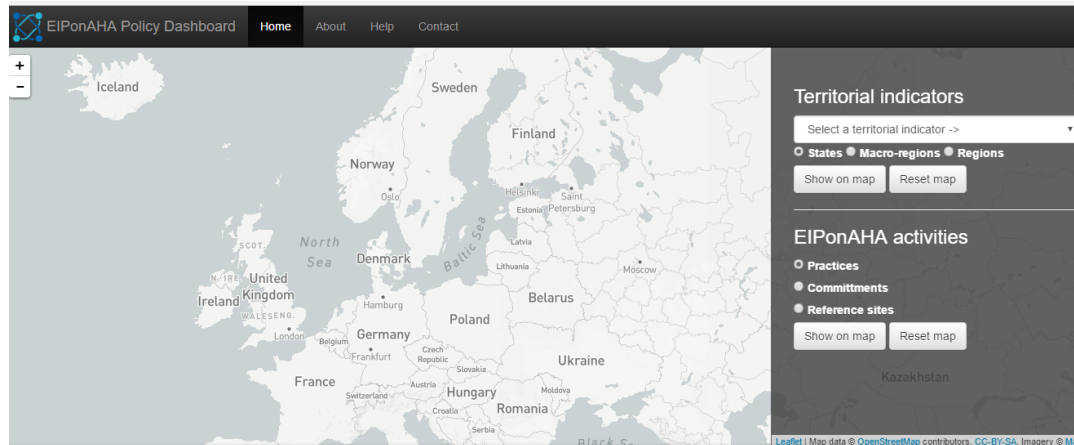 EIPonAHA Policy Dashboard Home About Help Contact
+
-
Iceland
Sweden
Finland
Norway
Oslo
Helsinki
Saint Petersburg
Estonia
North Sea
Baltic Sea
Latvia
SCOT.
Denmark
Lithuania
Moscow
N. IRE.
United Kingdom
Ireland
Hamburg
Belarus
WALES
ENG.
London
Poland
Belgium
Germany
Frankfurt
Czech Republic
Ukraine
Slovakia
France
Austria
Switzerland
Hungary
Moldova
Croatia
Romania
Serbia
Territorial indicators
Select a territorial indicator ->
States Macro-regions Regions
Show on map Reset map
EIPonAHA activities
Practices
Committments
Reference sites
Show on map Reset map
Kazakhstan
Leaflet | Map data © OpenStreetMap contributors, CC-BY-SA, Imagery ©